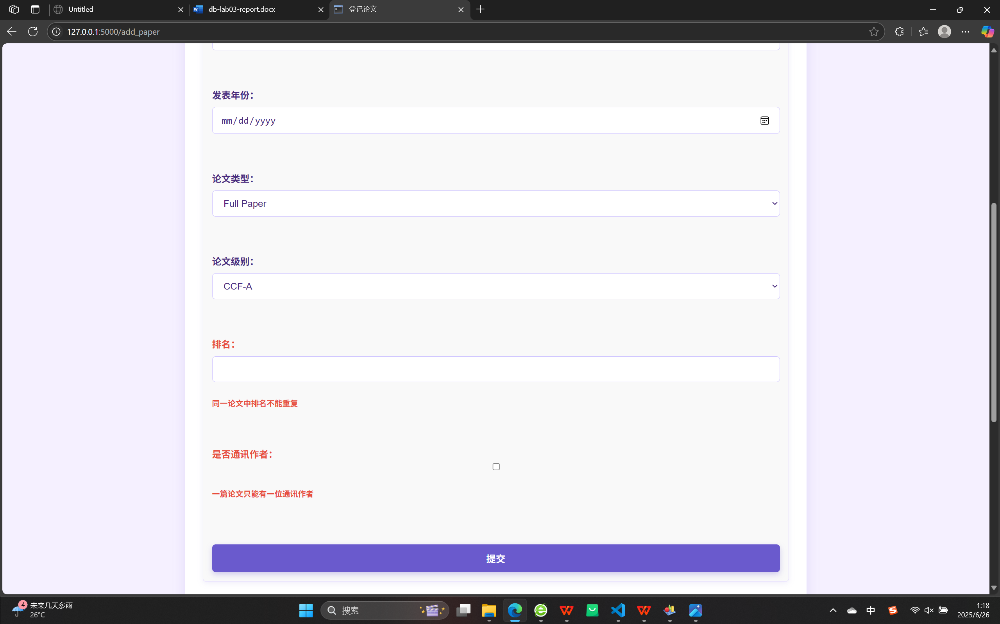 Untitled
db-lab03-report.docx
登记论文
127.0.0.1:5000/add_paper
发表年份：
mm/dd/yyyy
论文类型：
Full Paper
论文级别：
CCF-A
排名：
同一论文中排名不能重复
是否通讯作者：
一篇论文只能有一位通讯作者
提交
4
未来几天多雨
26°C
搜索
中
1:18
2025/6/26